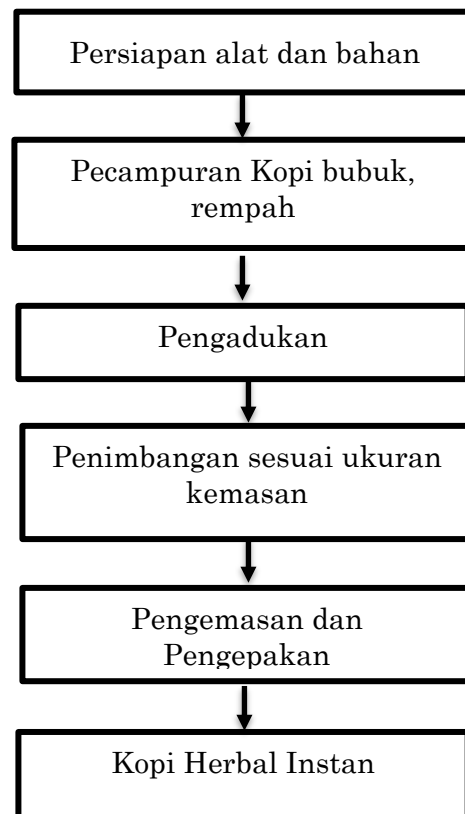 Persiapan alat dan bahan
Pecampuran Kopi bubuk,
rempah
Pengadukan
Penimbangan sesuai ukuran
kemasan
Pengemasan dan
Pengepakan
Kopi Herbal Instan